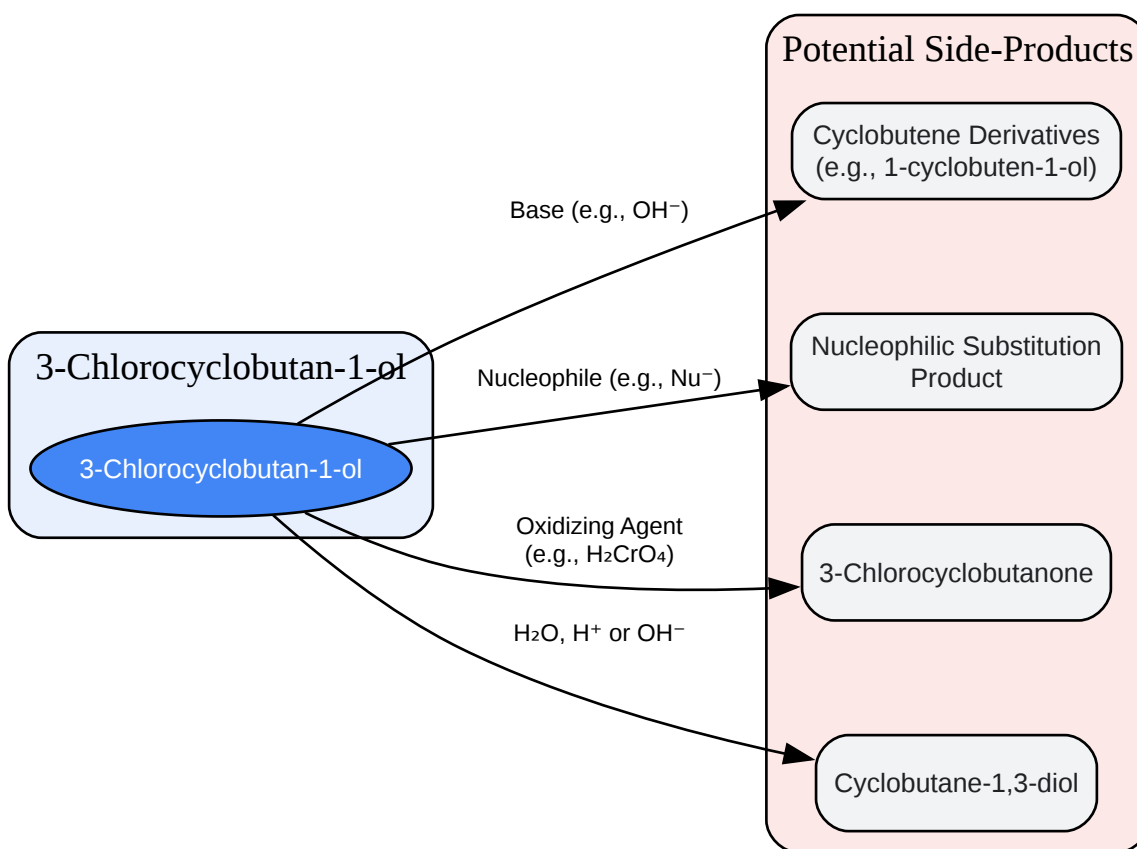 Potential Side-Products
Cyclobutene Derivatives
(e.g., 1-cyclobuten-1-ol)
Base (e.g., OH⁻)
Nucleophilic Substitution
Product
3-Chlorocyclobutan-1-ol
Nucleophile (e.g., Nu⁻)
3-Chlorocyclobutan-1-ol
Oxidizing Agent
(e.g., H₂CrO₄)
3-Chlorocyclobutanone
H₂O, H⁺ or OH⁻
Cyclobutane-1,3-diol